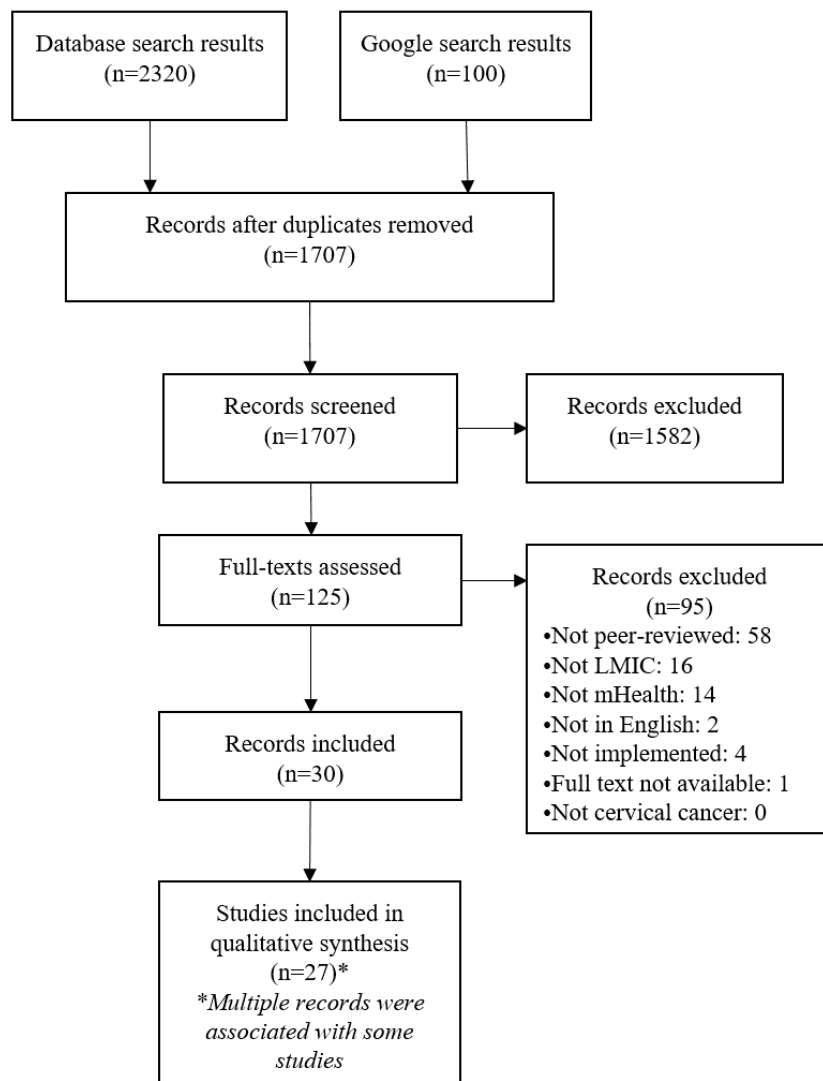 Database search results
(n=2320)
Google search results
(n=100)
Records after duplicates removed
(n=1707)
Records screened
(n=1707)
Records excluded
(n=1582)
Full-texts assessed
(n=125)
Records excluded
(n=95)
•Not peer-reviewed: 58
•Not LMIC: 16
•Not mHealth: 14
•Not in English: 2
•Not implemented: 4
•Full text not available: 1
•Not cervical cancer: 0
Records included
(n=30)
Studies included in
qualitative synthesis
(n=27)*
*Multiple records were
associated with some
studies